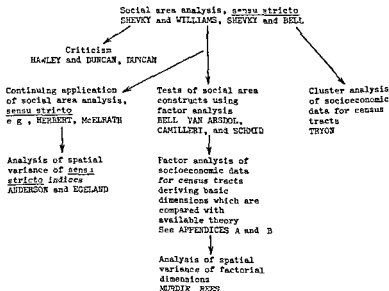 Social area analysis, sensu stricto
SHEVKY and WILLIAMS, SHEVKY and BELL
Criticism
HAWLEY and DUNCAN, DUNCAN
Continuing application
of social area analysis,
sensu stricto
e g , HERBERT, McELRATH
Tests of social area
constructs using
factor analysis
BELL VAN ARSDOL,
CAMILLERI, and SCHMID
Cluster analysis
of socioeconomic
data for census
tracts
TRYON
Analysis of spatial
variance of sensu
stricto indices
ANDERSON and EGELAND
Factor analysis of
socioeconomic data
for census tracts
deriving basic
dimensions which are
compared with
available theory
See APPENDICES A and B
Analysis of spatial
variance of factorial
dimensions
MURDIE REES